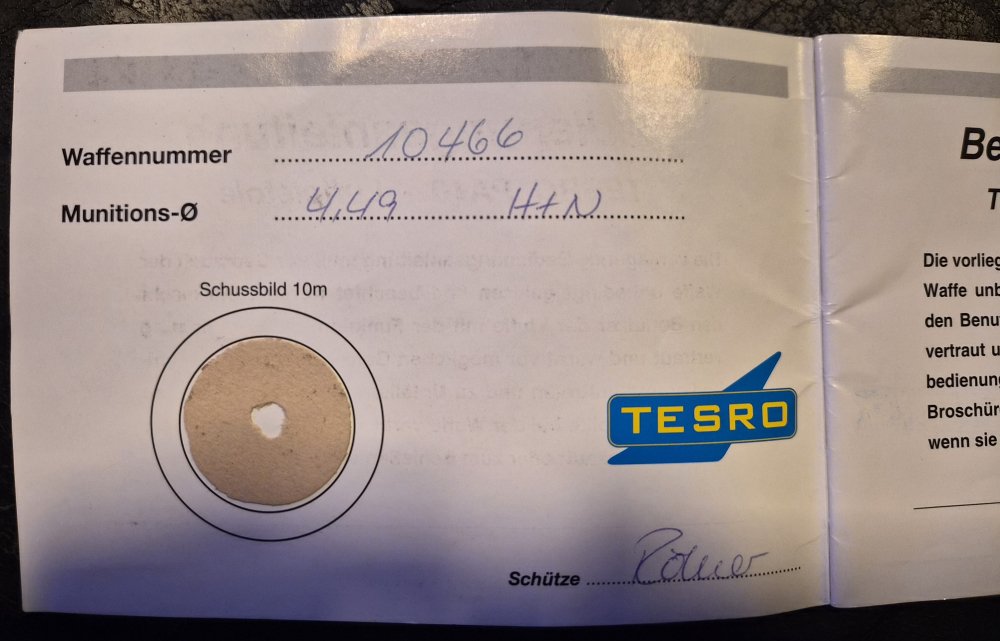 Waffennummer 10466
Munitions-Ø 4,49 H+N
Schussbild 10m
TESRO
Schütze
Be
T
Die vorlieg
Waffe unb
den Benu
vertraut u
bedienung
Broschür
wenn sie